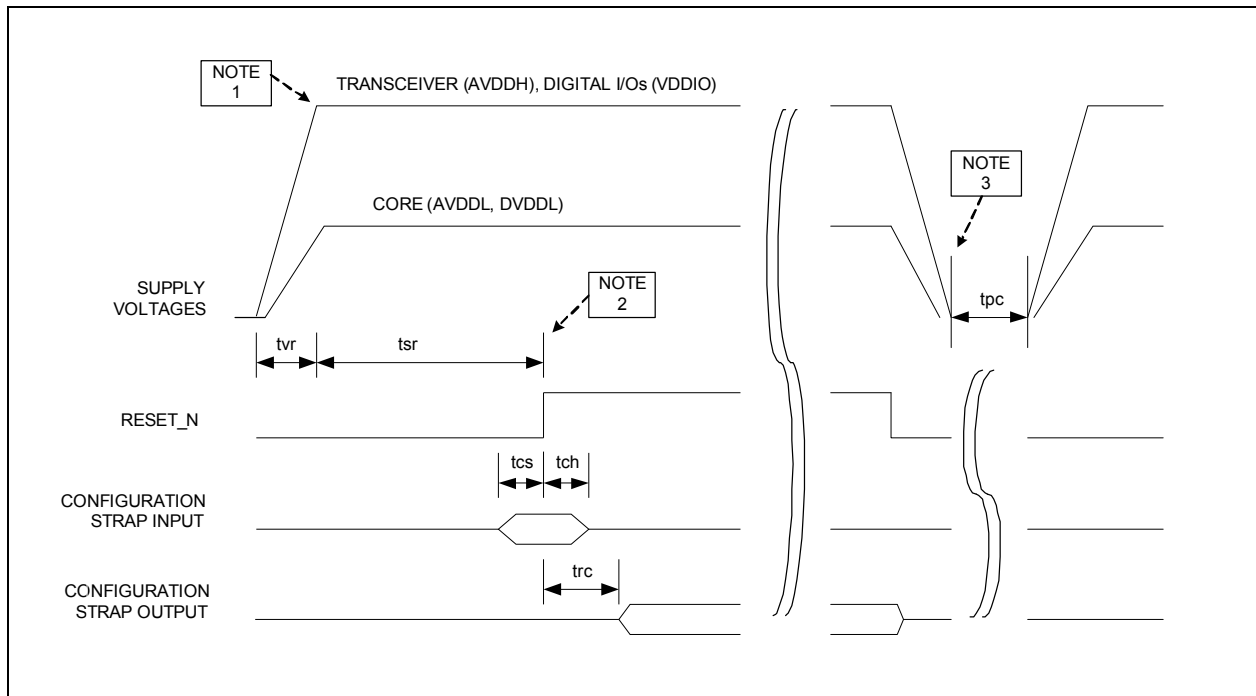 NOTE
1
TRANSCEIVER (AVDDH), DIGITAL I/Os (VDDIO)
NOTE
3
CORE (AVDDL, DVDDL)
SUPPLY
VOLTAGES
NOTE
2
tpc
tvr
tsr
RESET_N
tcs
tch
CONFIGURATION
STRAP INPUT
trc
CONFIGURATION
STRAP OUTPUT